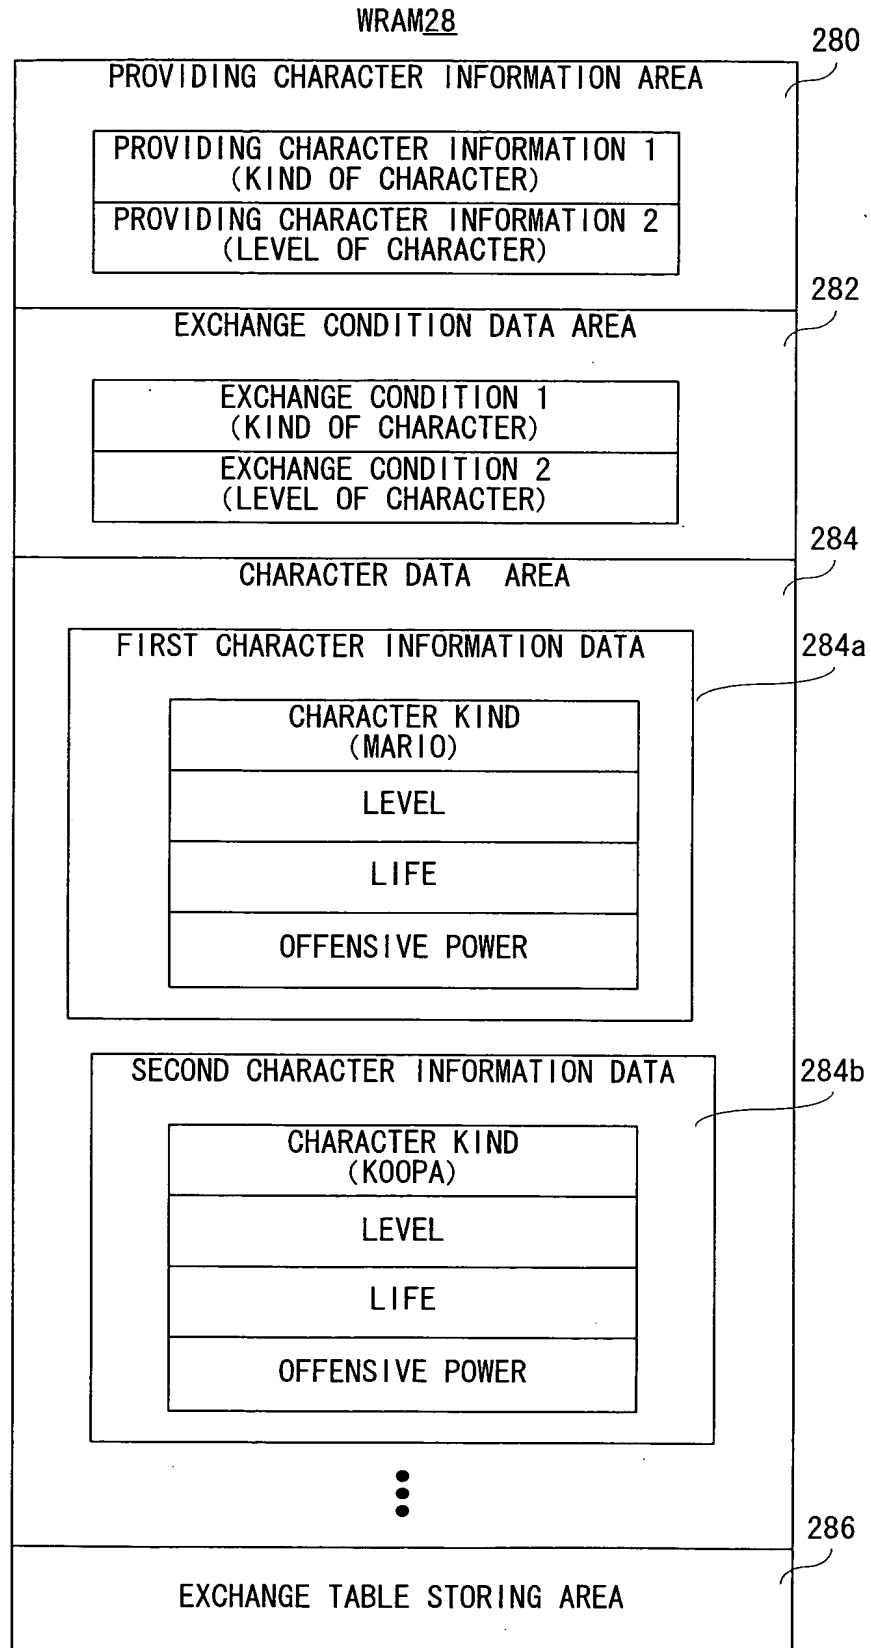 WRAM28
280
PROVIDING CHARACTER INFORMATION AREA
PROVIDING CHARACTER INFORMATION 1
(KIND OF CHARACTER)
PROVIDING CHARACTER INFORMATION 2
(LEVEL OF CHARACTER)
282
EXCHANGE CONDITION DATA AREA
EXCHANGE CONDITION 1
(KIND OF CHARACTER)
EXCHANGE CONDITION 2
(LEVEL OF CHARACTER)
284
CHARACTER DATA AREA
FIRST CHARACTER INFORMATION DATA
284a
CHARACTER KIND
(MARIO)
LEVEL
LIFE
OFFENSIVE POWER
SECOND CHARACTER INFORMATION DATA
284b
CHARACTER KIND
(KOOPA)
LEVEL
LIFE
OFFENSIVE POWER
286
EXCHANGE TABLE STORING AREA